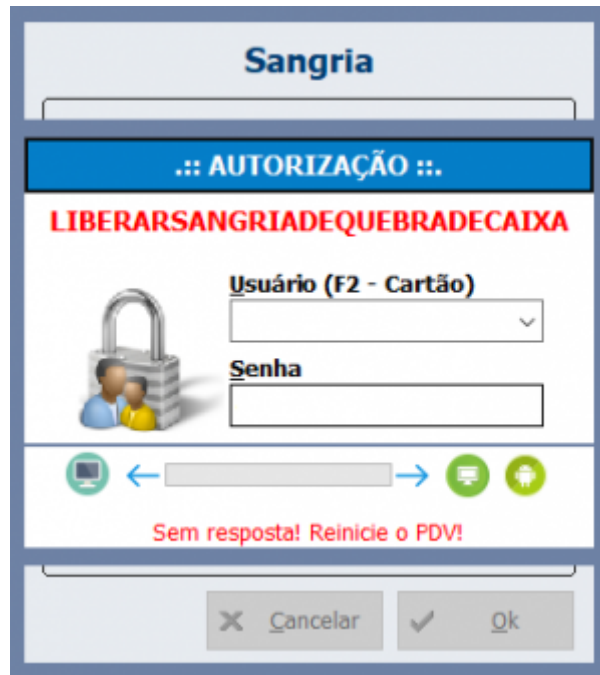 Sangria
.:: AUTORIZAÇÃO ::.
LIBERARSANGRIADEQUEBRADECAIXA
Usuário (F2 - Cartão)
Senha
Sem resposta! Reinicie o PDV!
Cancelar
Ok